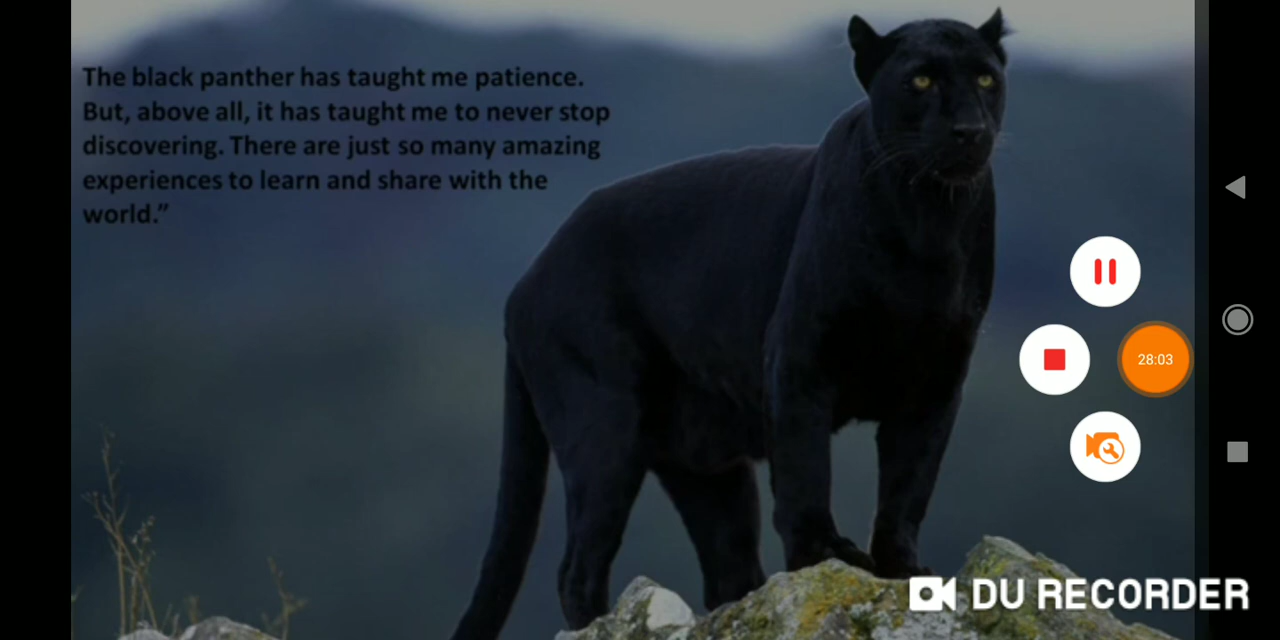 The black panther has taught me patience.
But, above all, it has taught me to never stop
discovering. There are just so many amazing
experiences to learn and share with the
world.”
28:03
DU RECORDER